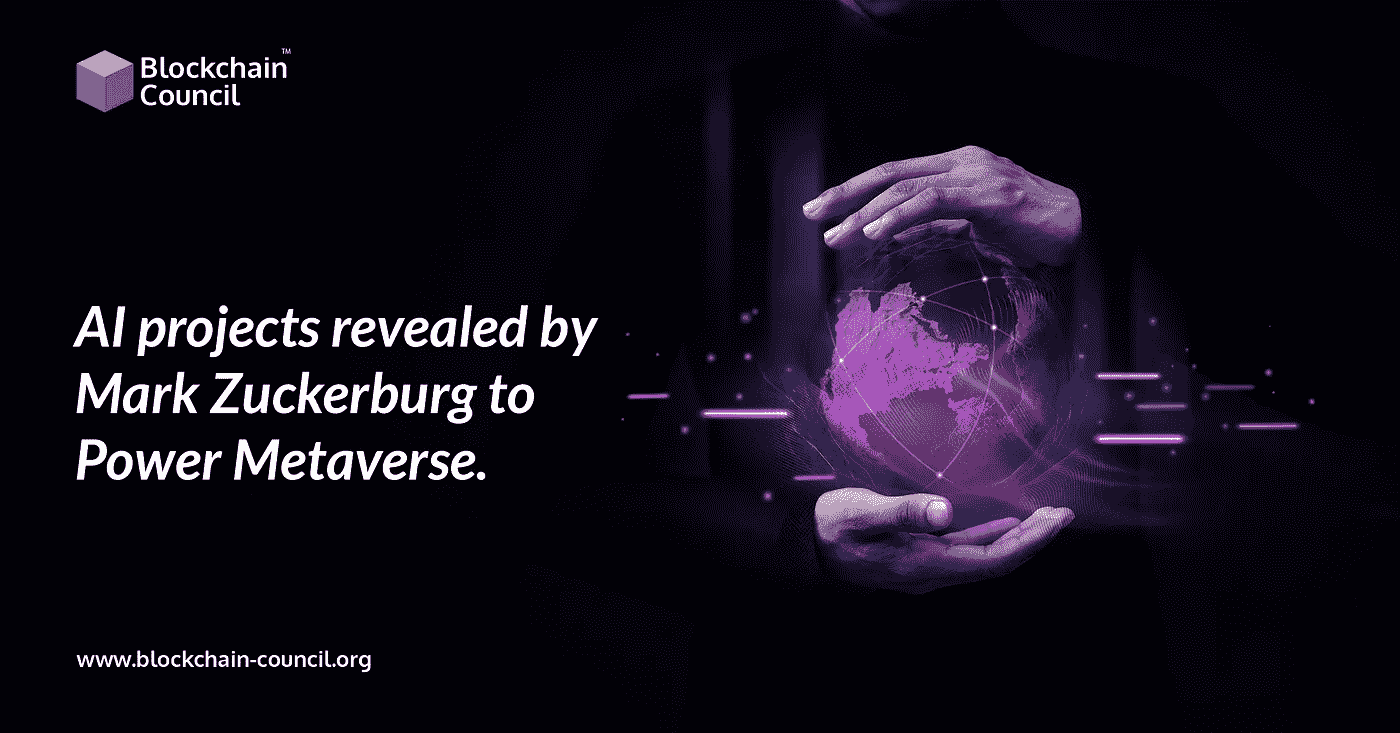 Blockchain™
Council
AI projects revealed by
Mark Zuckerburg to
Power Metaverse.
www.blockchain-council.org